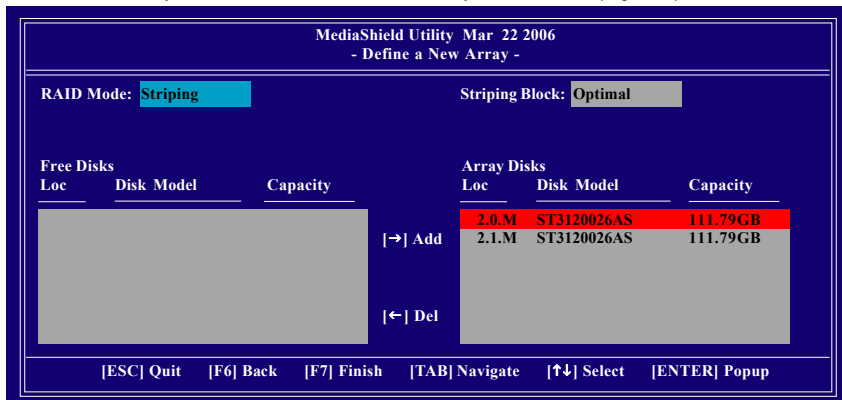 MediaShield Utility Mar 22 2006
- Define a New Array -
RAID Mode: Striping Striping Block: Optimal
Free Disks Array Disks
Loc Disk Model Capacity Loc Disk Model Capacity
2.0.M ST3120026AS 111.79GB
[→] Add 2.1.M ST3120026AS 111.79GB
[←] Del
[ESC] Quit [F6] Back [F7] Finish [TAB] Navigate [↑↓] Select [ENTER] Popup